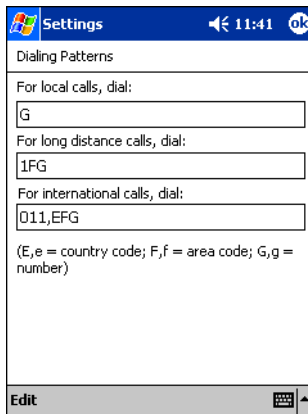 Settings 11:41 ok
Dialing Patterns
For local calls, dial:
G
For long distance calls, dial:
1FG
For international calls, dial:
011,EFG
(E,e = country code; F,f = area code; G,g =
number)
Edit